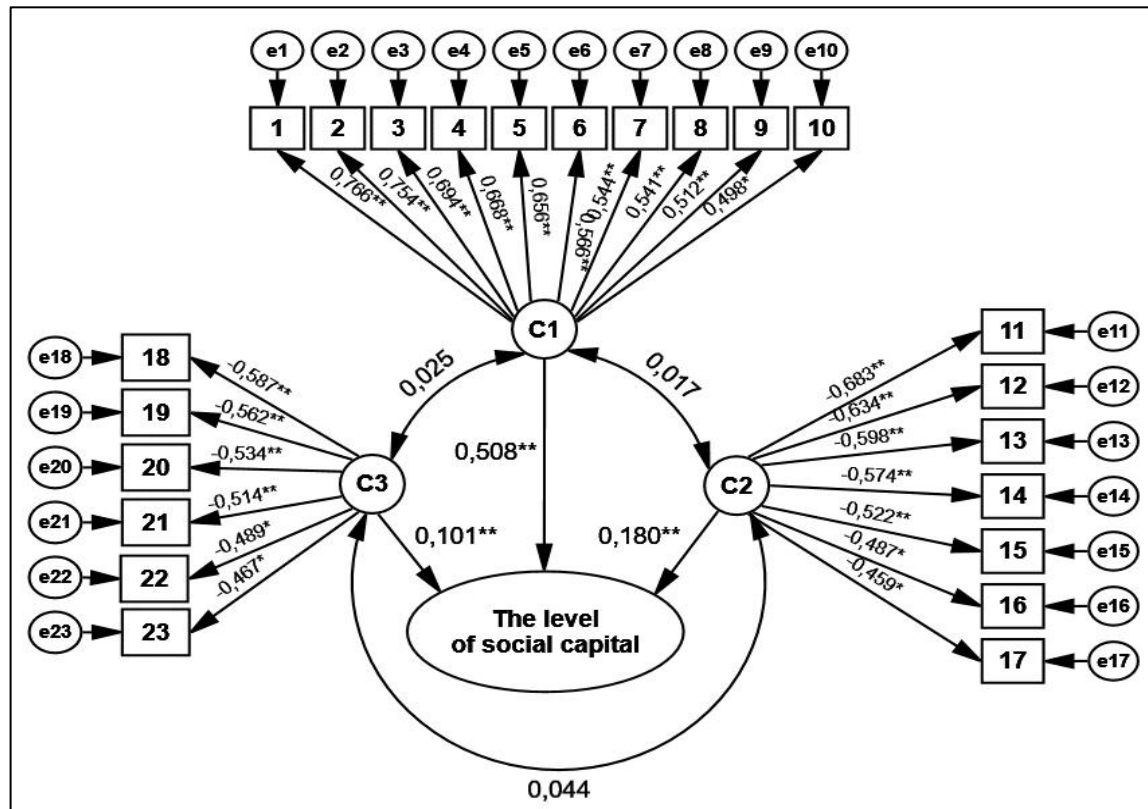 e1 e2 e3 e4 e5 e6 e7 e8 e9 e10
1 2 3 4 5 6 7 8 9 10
0,766** 0,754** 0,694** 0,668** 0,656** 0,566** 0,544** 0,541** 0,512** 0,498*
C1
0,025
0,017
0,508**
e18 18 -0,587**
e19 19 -0,562**
e20 20 -0,534**
e21 21 -0,514**
e22 22 -0,489*
e23 23 -0,467*
C3
0,101**
C2
0,180**
-0,683** 11 e11
-0,634** 12 e12
-0,598** 13 e13
-0,574** 14 e14
-0,522** 15 e15
-0,487* 16 e16
-0,459* 17 e17
The level
of social capital
0,044